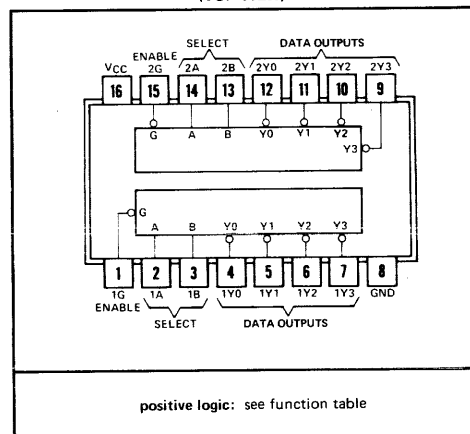 SELECT
DATA OUTPUTS
ENABLE
VCC 2G 2A 2B 2Y0 2Y1 2Y2 2Y3
16 15 14 13 12 11 10 9
G A B Y0 Y1 Y2
Y3
G
A B Y0 Y1 Y2 Y3
1 2 3 4 5 6 7 8
1G 1A 1B 1Y0 1Y1 1Y2 1Y3 GND
ENABLE
SELECT DATA OUTPUTS
positive logic: see function table